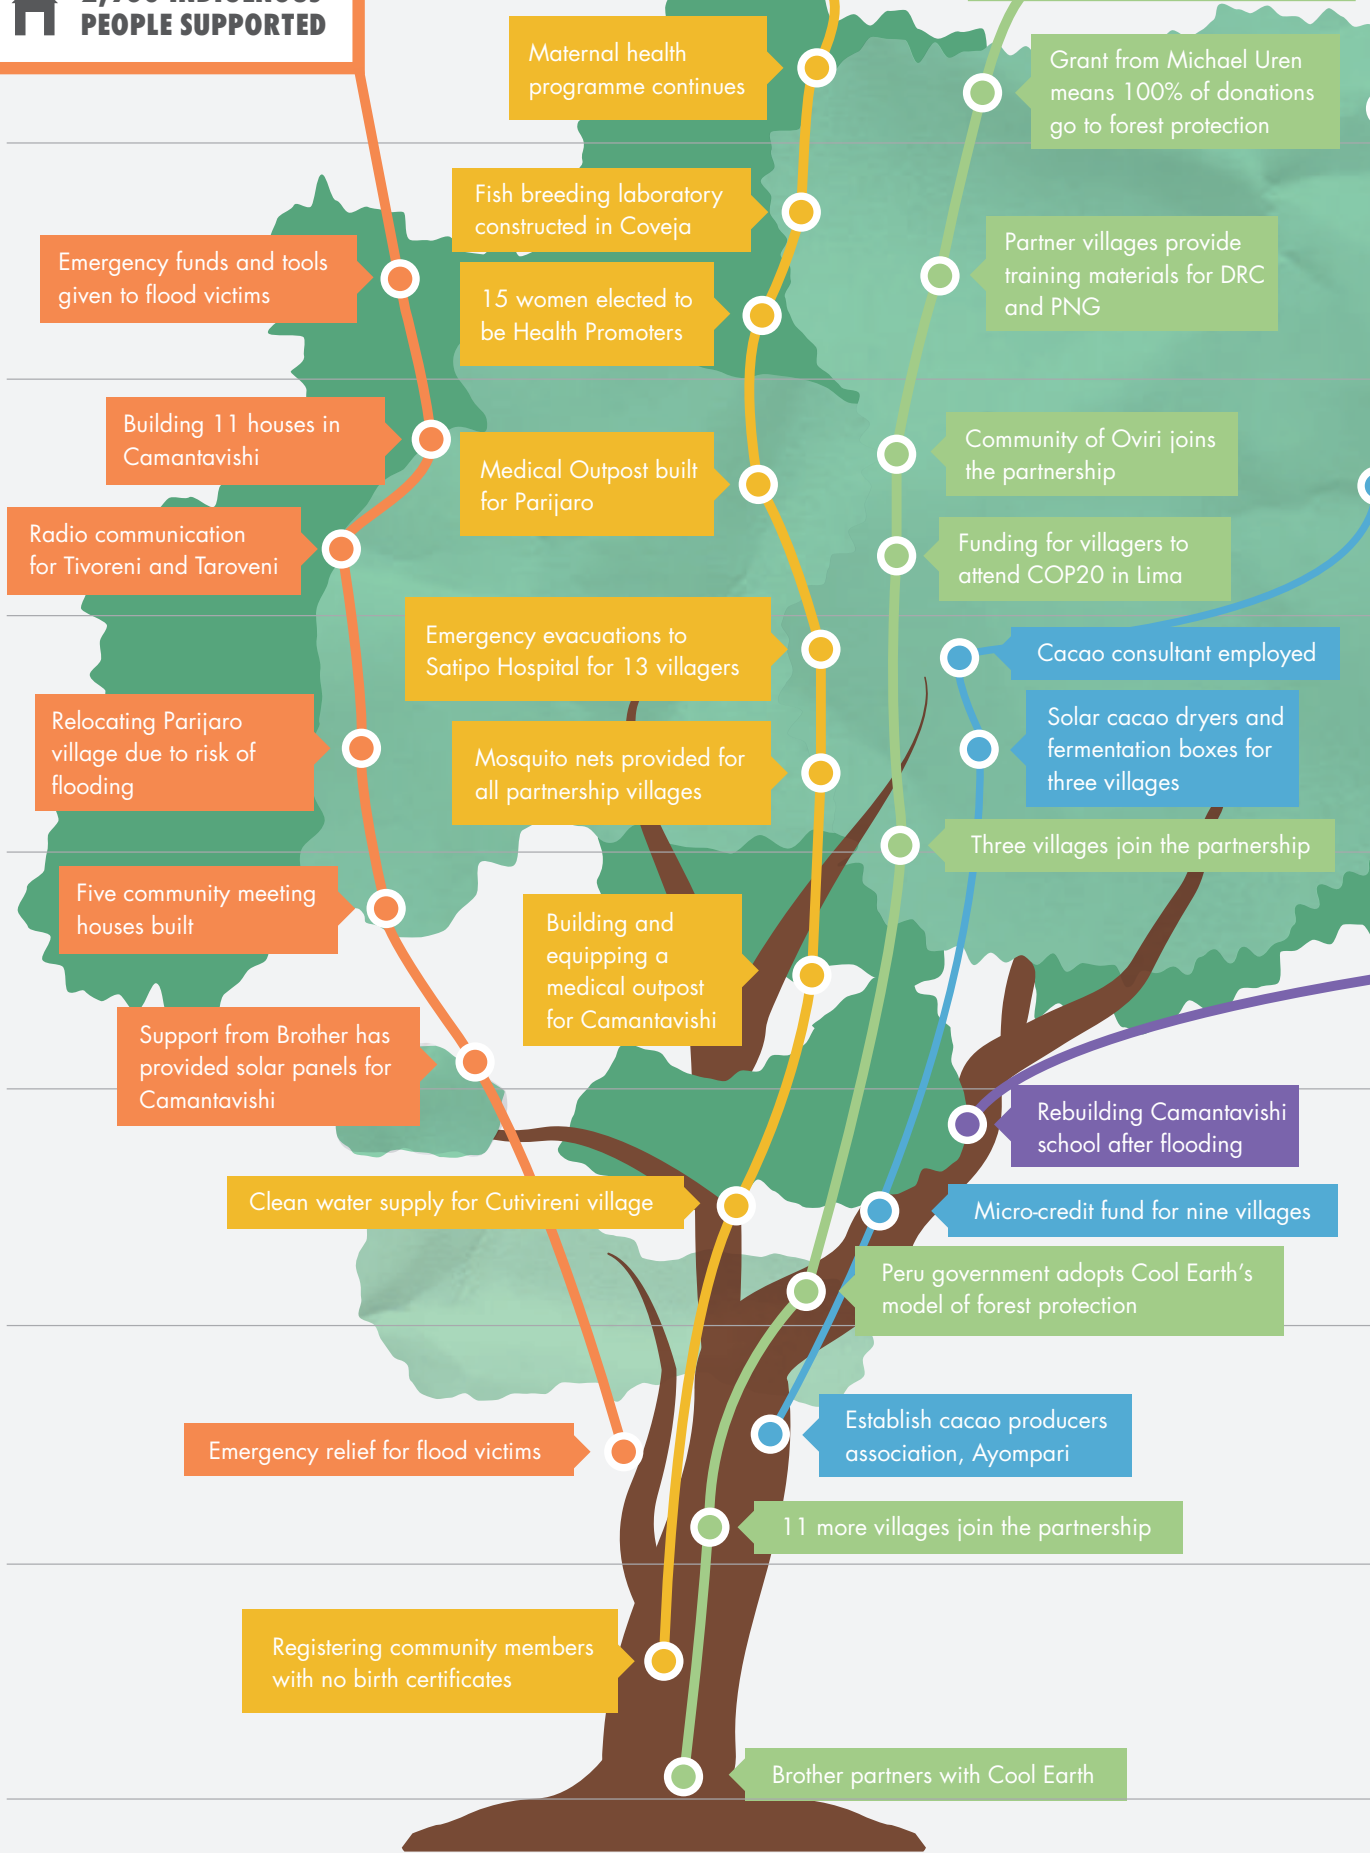 PEOPLE SUPPORTED
Maternal health
programme continues
Grant from Michael Uren
means 100% of donations
go to forest protection
Fish breeding laboratory
constructed in Coveja
Partner villages provide
training materials for DRC
and PNG
Emergency funds and tools
given to flood victims
15 women elected to
be Health Promoters
Building 11 houses in
Camantavishi
Community of Oviri joins
the partnership
Medical Outpost built
for Parijaro
Radio communication
for Tivoreni and Taroveni
Funding for villagers to
attend COP20 in Lima
Emergency evacuations to
Satipo Hospital for 13 villagers
Cacao consultant employed
Relocating Parijaro
village due to risk of
flooding
Solar cacao dryers and
fermentation boxes for
three villages
Mosquito nets provided for
all partnership villages
Three villages join the partnership
Five community meeting
houses built
Building and
equipping a
medical outpost
for Camantavishi
Support from Brother has
provided solar panels for
Camantavishi
Rebuilding Camantavishi
school after flooding
Clean water supply for Cutivireni village
Micro-credit fund for nine villages
Peru government adopts Cool Earth's
model of forest protection
Establish cacao producers
association, Ayompari
Emergency relief for flood victims
11 more villages join the partnership
Registering community members
with no birth certificates
Brother partners with Cool Earth